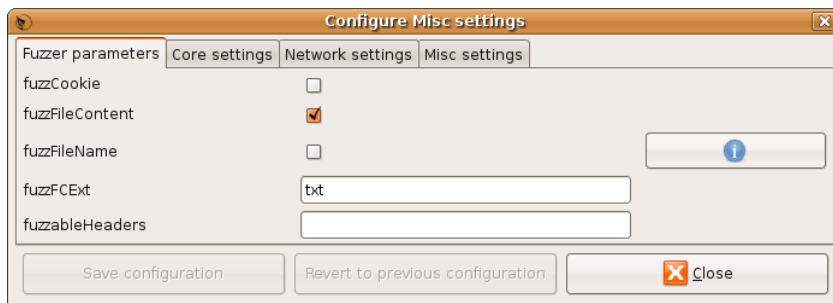 Configure Misc settings
Fuzzer parameters Core settings Network settings Misc settings
fuzzCookie
fuzzFileContent
fuzzFileName
fuzzFCExt txt
fuzzableHeaders
Save configuration Revert to previous configuration Close